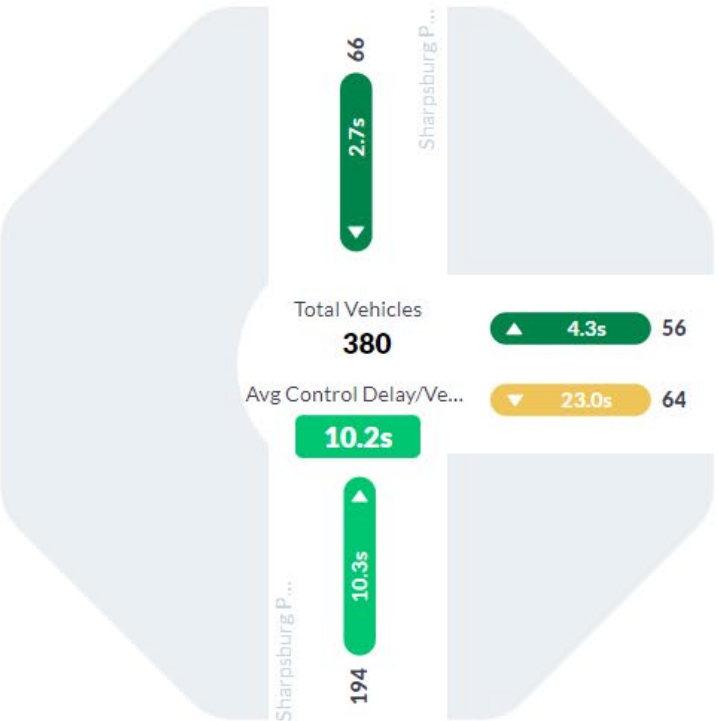 66
Sharpsburg P...
2.7s
Total Vehicles
380
4.3s 56
Avg Control Delay/Ve...
23.0s 64
10.2s
10.3s
Sharpsburg P...
194